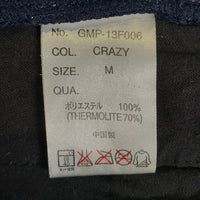 No. GMP-13F006
COL. CRAZY
SIZE. M
QUA.
ポリエステル 100%
(THERMOLITE 70%)
中国製